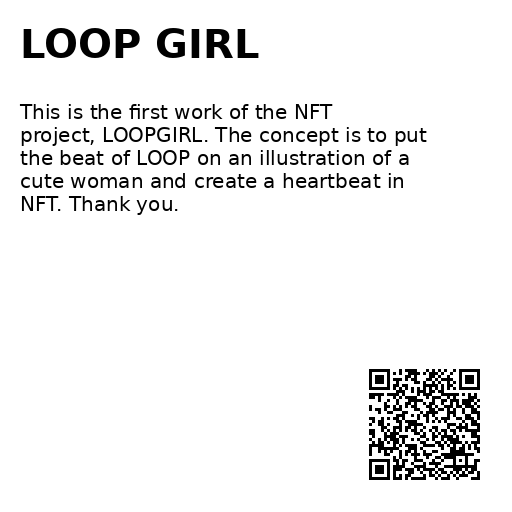 LOOP GIRL
This is the first work of the NFT
project, LOOPGIRL. The concept is to put
the beat of LOOP on an illustration of a
cute woman and create a heartbeat in
NFT. Thank you.